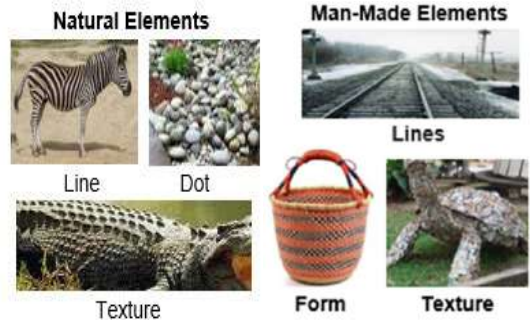 Natural Elements
Line
Dot
Texture
Man-Made Elements
Lines
Form
Texture